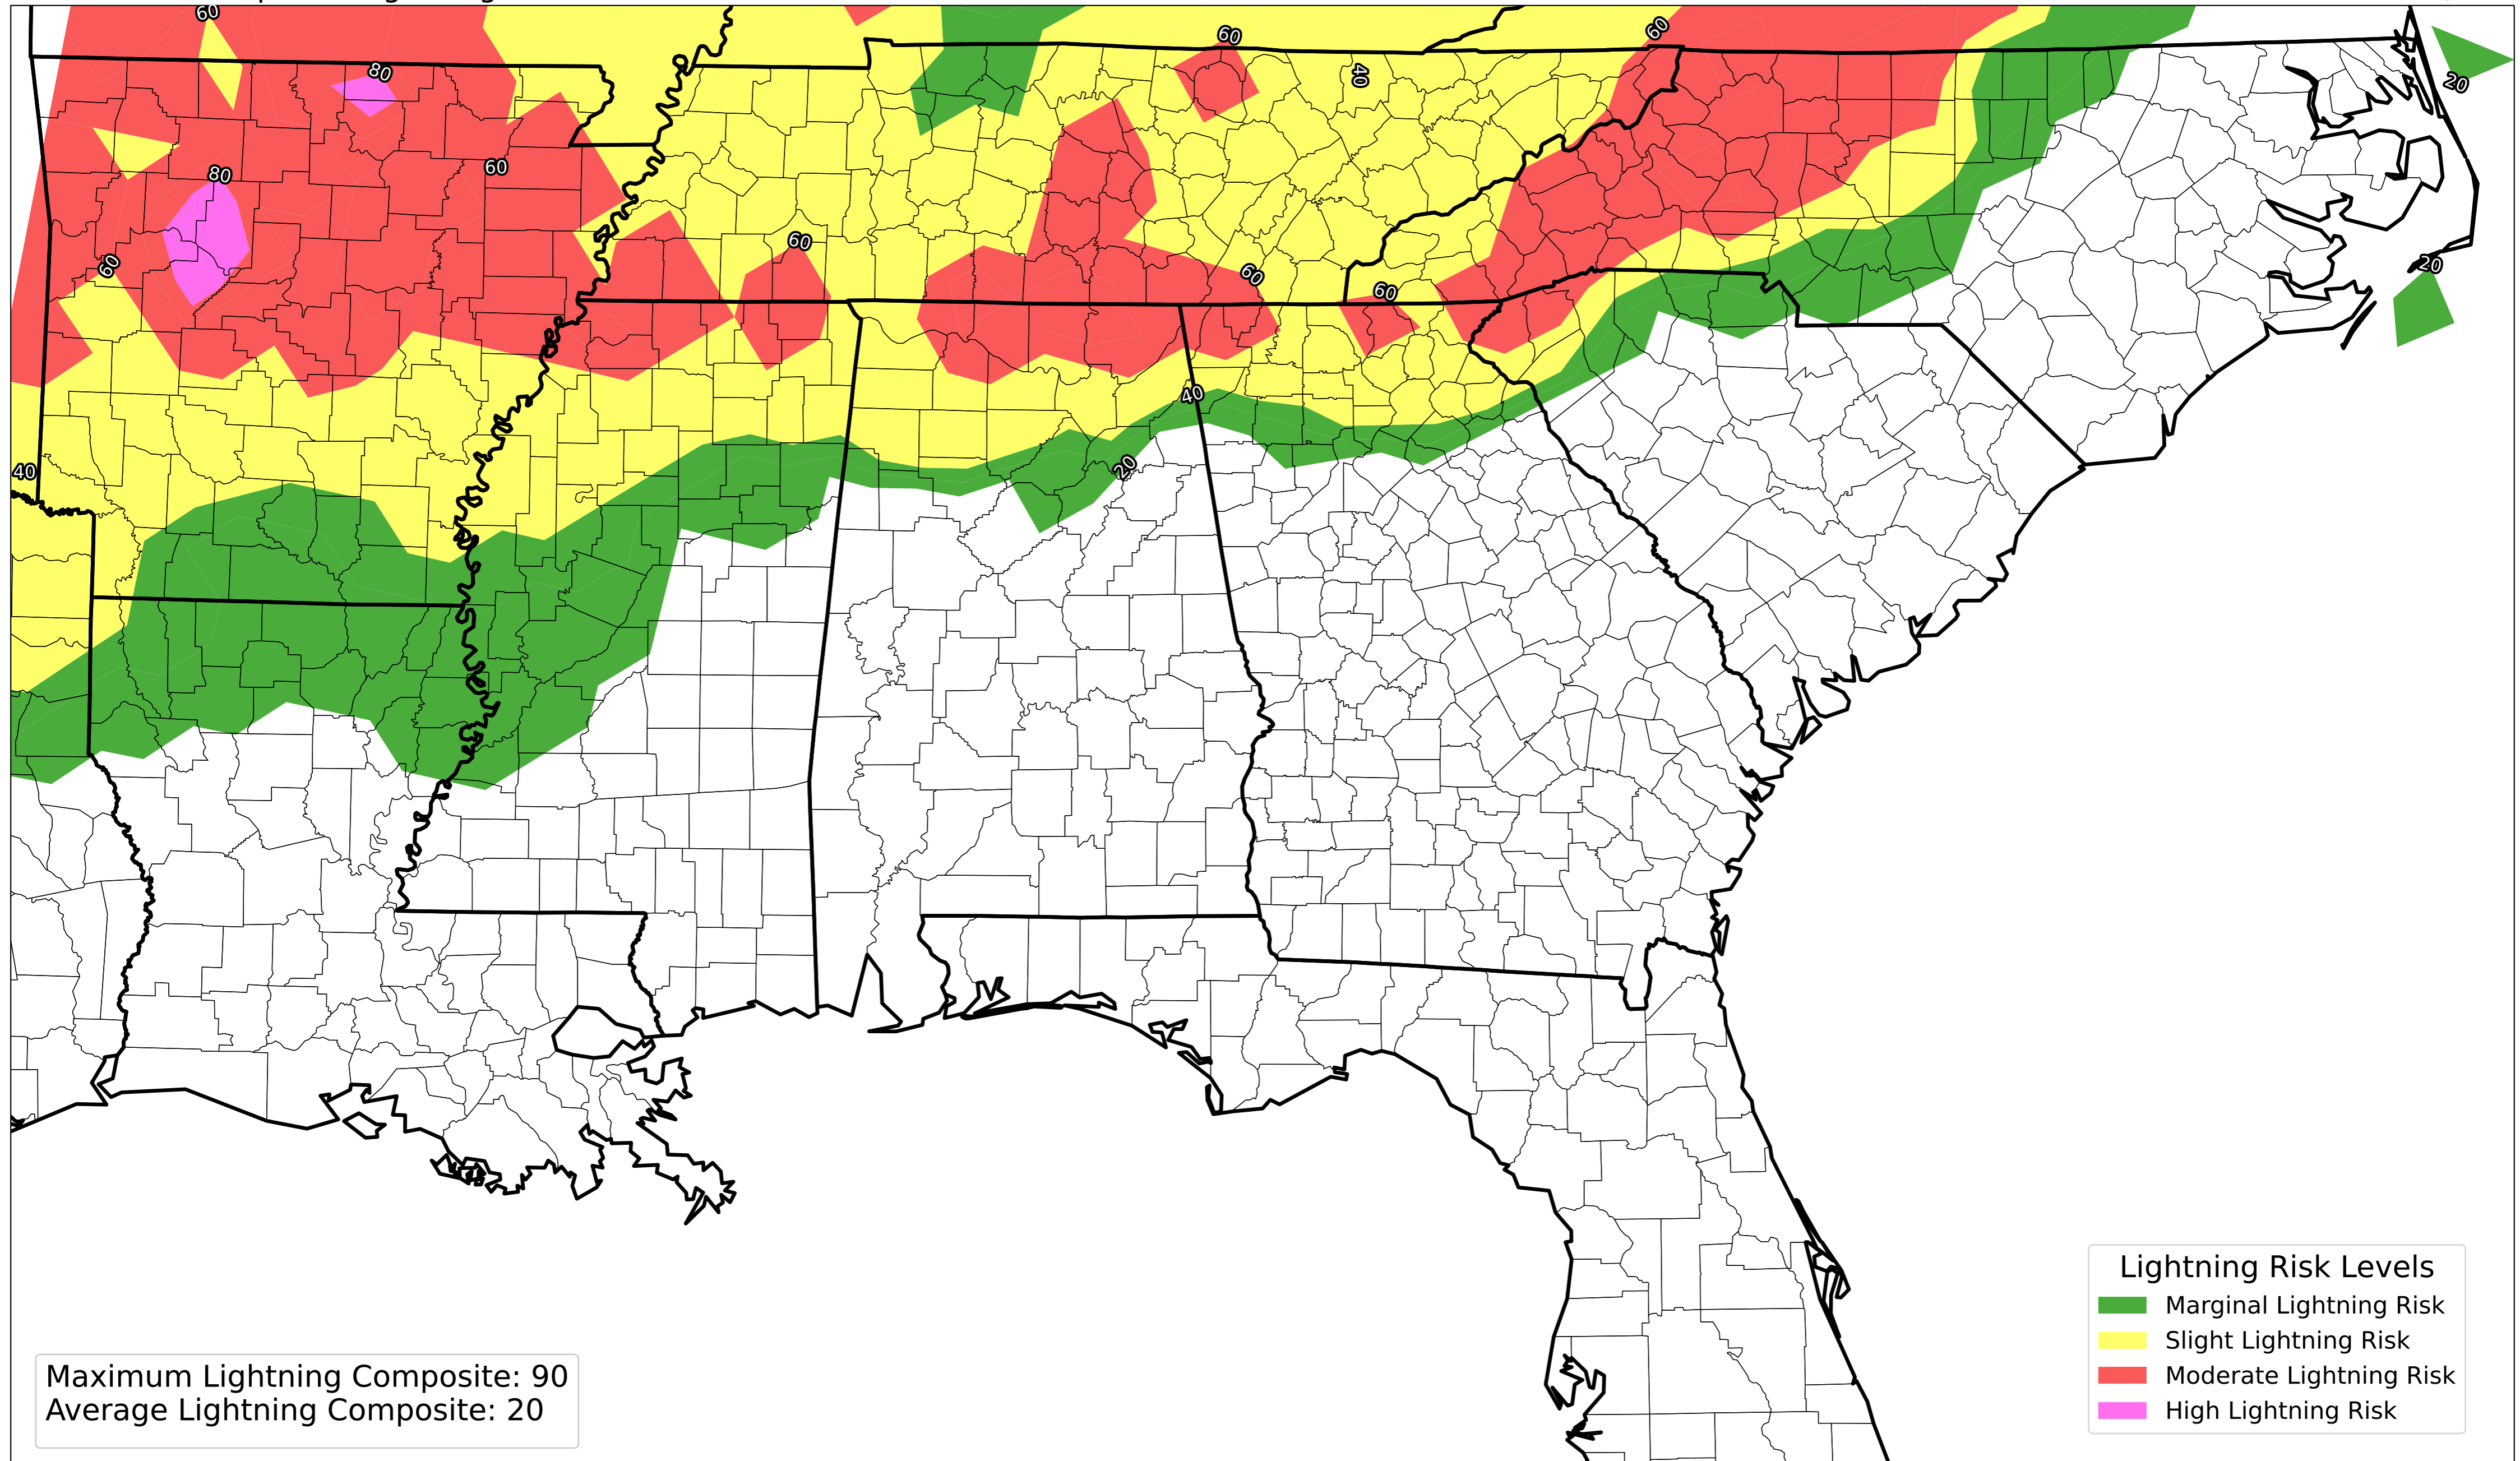 60
60
60
80
40
20
60
80
60
60
60
60
60
20
40
20
40
Lightning Risk Levels
Marginal Lightning Risk
Slight Lightning Risk
Moderate Lightning Risk
High Lightning Risk
Maximum Lightning Composite: 90
Average Lightning Composite: 20